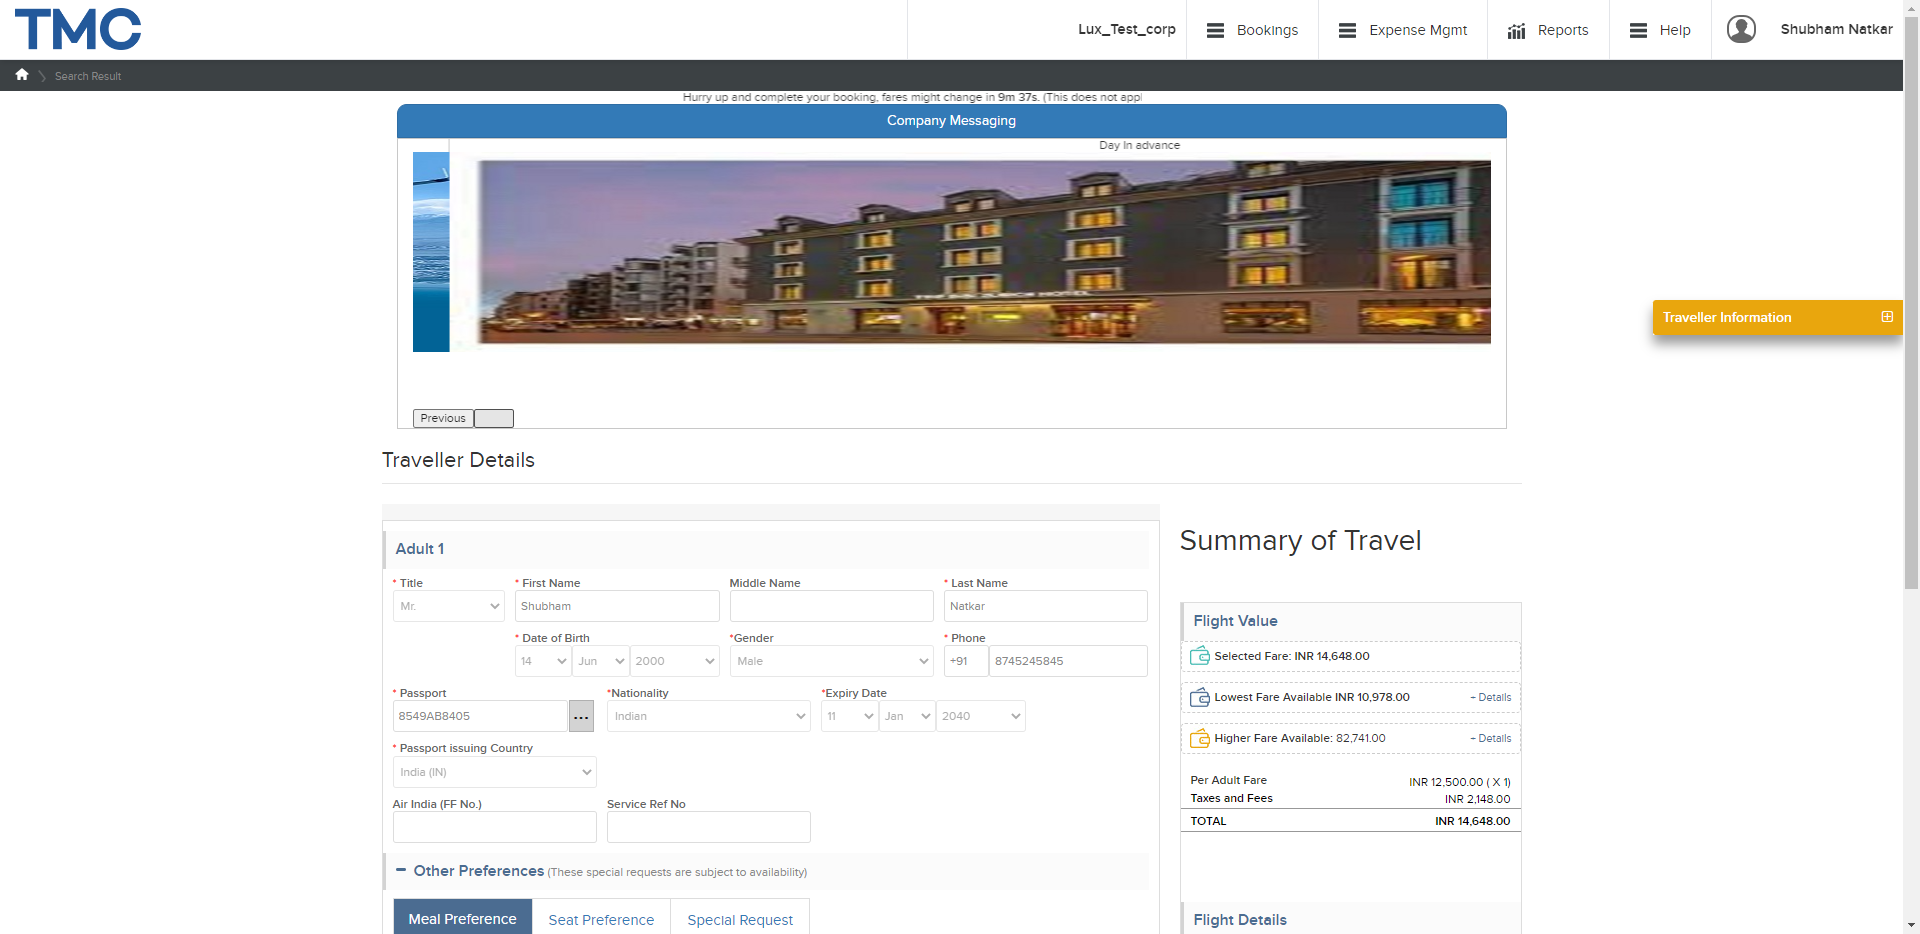 TMC
Lux_Test_corp
Bookings
Expense Mgmt
Reports
Help
Shubham Natkar
Search Result
Hurry up and complete your booking, fares might change in 9m 37s. (This does not appl
Company Messaging
Day In advance
Traveller Information
Previous
Traveller Details
Adult 1
* Title
* First Name
Middle Name
* Last Name
Mr.
Shubham
Natkar
* Date of Birth
*Gender
* Phone
14
Jun
2000
Male
+91
8745245845
* Passport
*Nationality
*Expiry Date
8549AB8405
...
Indian
11
Jan
2040
* Passport issuing Country
India (IN)
Air India (FF No.)
Service Ref No
− Other Preferences (These special requests are subject to availability)
Meal Preference
Seat Preference
Special Request
Summary of Travel
Flight Value
Selected Fare: INR 14,648.00
Lowest Fare Available INR 10,978.00
+ Details
Higher Fare Available: 82,741.00
+ Details
Per Adult Fare
INR 12,500.00 ( X 1)
Taxes and Fees
INR 2,148.00
TOTAL
INR 14,648.00
Flight Details